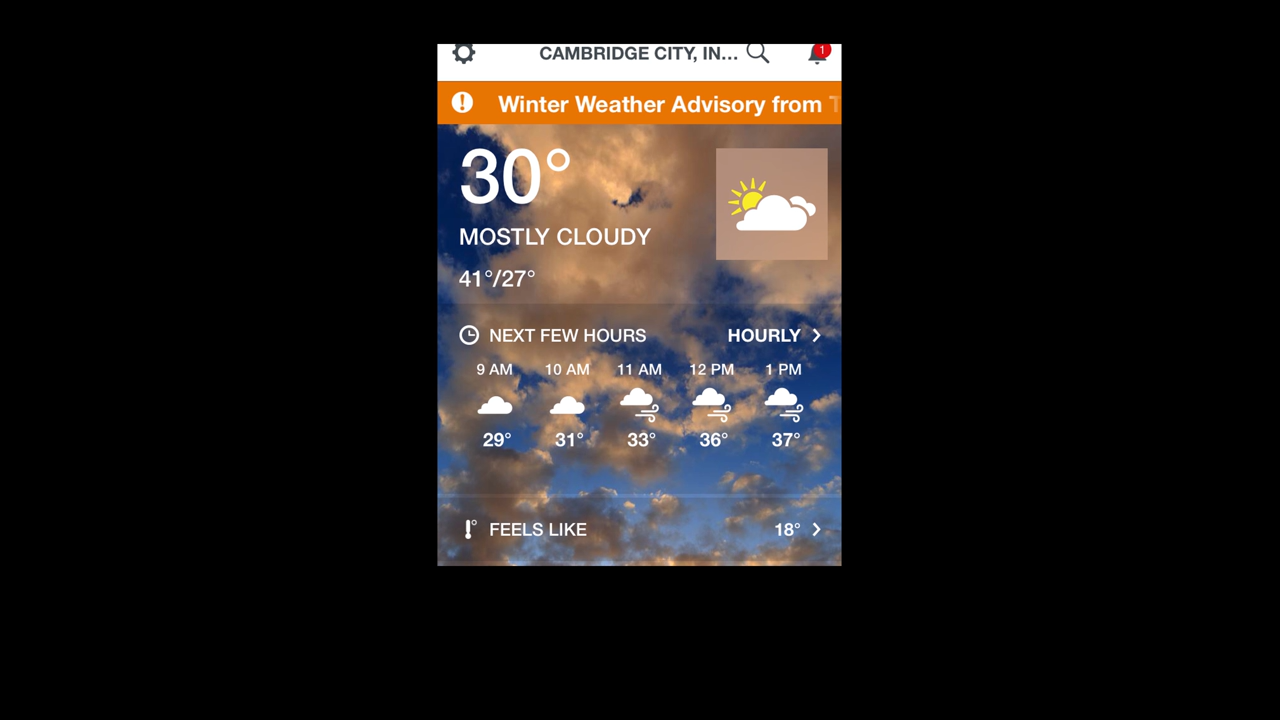 CAMBRIDGE CITY, IN...
1
Winter Weather Advisory from
30°
MOSTLY CLOUDY
41°/27°
NEXT FEW HOURS HOURLY
9 AM 10 AM 11 AM 12 PM 1 PM
29° 31° 33° 36° 37°
FEELS LIKE 18°